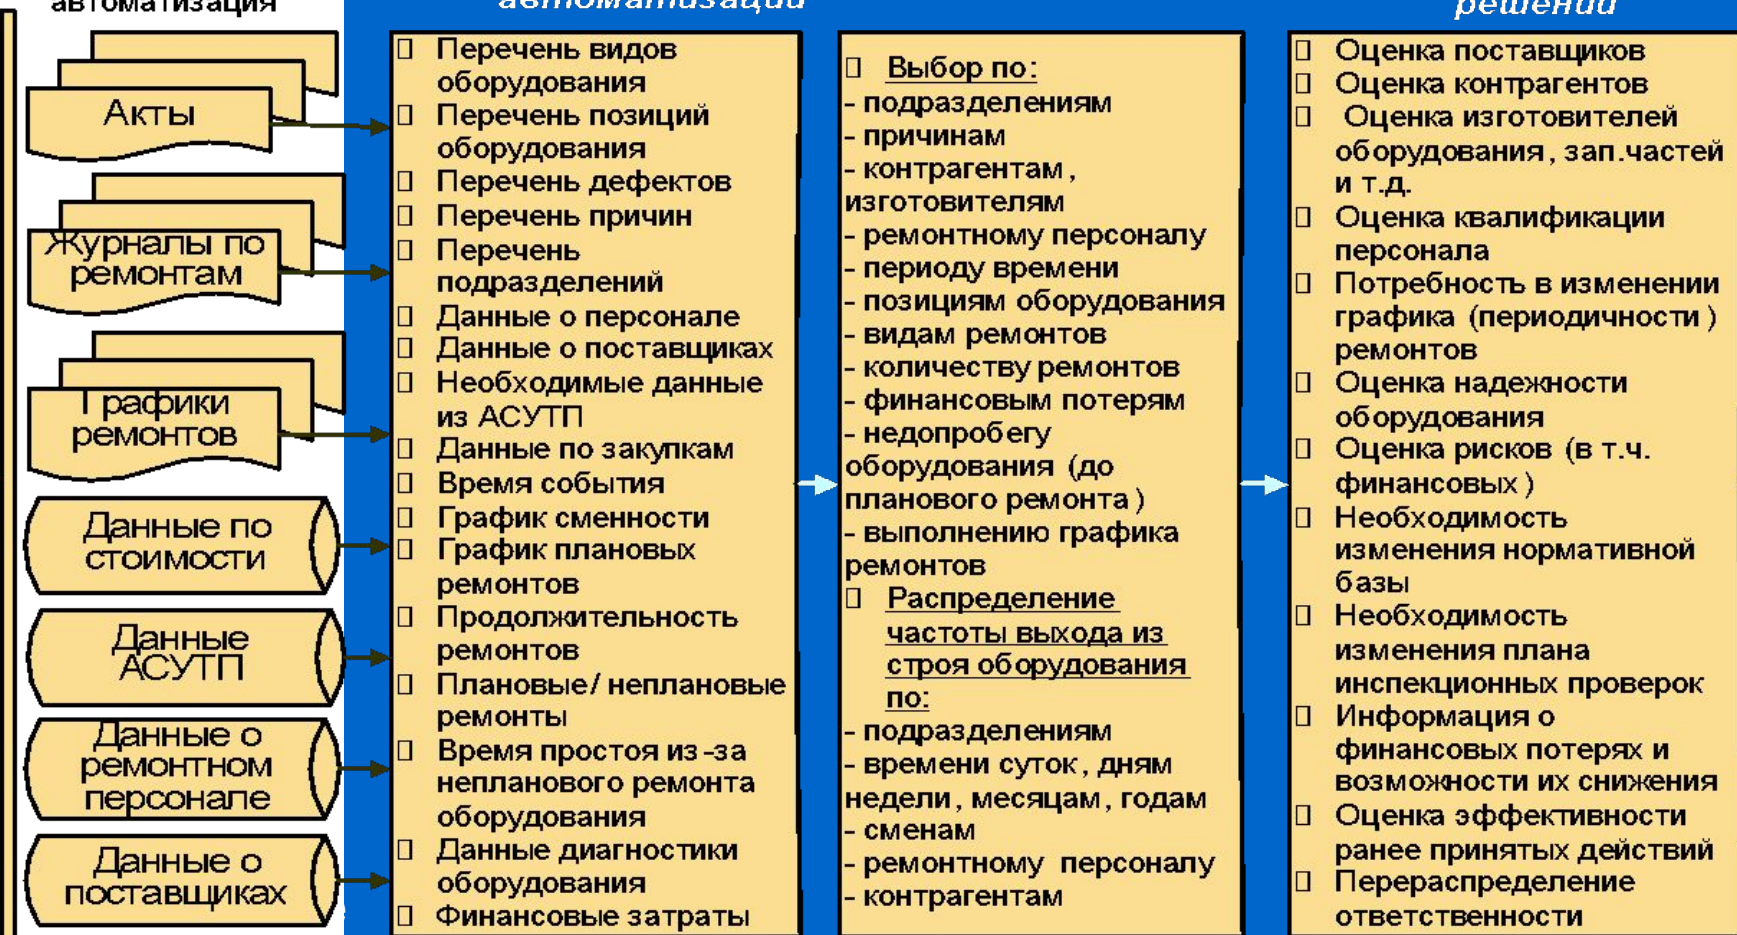 автоматизация
автоматизации
решений
Акты
Журналы по
ремонтам
Графики
ремонтов
Данные по
стоимости
Данные
АСУТП
Данные о
ремонтном
персонале
Данные о
поставщиках
Перечень видов
оборудования
Перечень позиций
оборудования
Перечень дефектов
Перечень причин
Перечень
подразделений
Данные о персонале
Данные о поставщиках
Необходимые данные
из АСУТП
Данные по закупкам
Время события
График сменности
График плановых
ремонтов
Продолжительность
ремонтов
Плановые/ неплановые
ремонты
Время простоя из-за
непланового ремонта
оборудования
Данные диагностики
оборудования
Финансовые затраты
Выбор по:
- подразделениям
- причинам
- контрагентам,
изготовителям
- ремонтному персоналу
- периоду времени
- позициям оборудования
- видам ремонтов
- количеству ремонтов
- финансовым потерям
- недопробегу
оборудования (до
планового ремонта)
- выполнению графика
ремонтов
Распределение
частоты выхода из
строя оборудования
по:
- подразделениям
- времени суток, дням
недели, месяцам, годам
- сменам
- ремонтному персоналу
- контрагентам
Оценка поставщиков
Оценка контрагентов
Оценка изготовителей
оборудования, зап.частей
и т.д.
Оценка квалификации
персонала
Потребность в изменении
графика (периодичности)
ремонтов
Оценка надежности
оборудования
Оценка рисков (в т.ч.
финансовых)
Необходимость
изменения нормативной
базы
Необходимость
изменения плана
инспекционных проверок
Информация о
финансовых потерях и
возможности их снижения
Оценка эффективности
ранее принятых действий
Перераспределение
ответственности